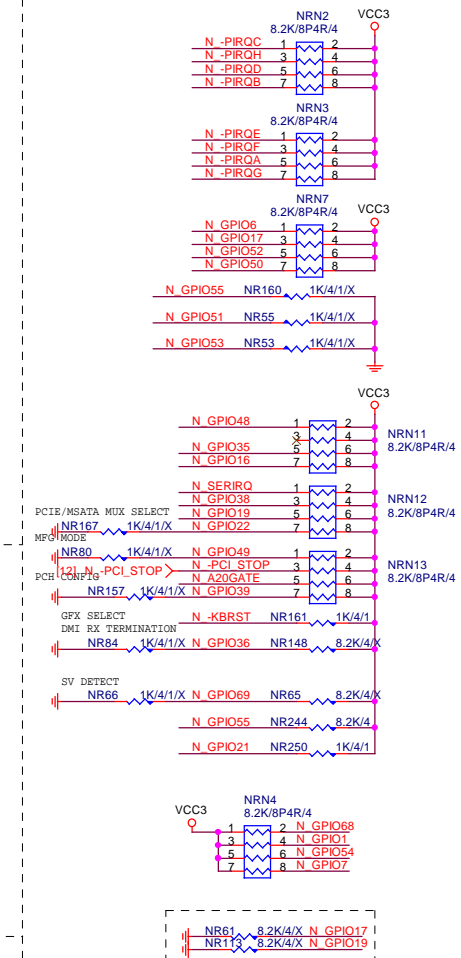 NRN2 VCC3
8.2K/8P4R/4
N_-PIRQC 1 2
N_-PIRQH 3 4
N_-PIRQD 5 6
N_-PIRQB 7 8
NRN3
8.2K/8P4R/4
N_-PIRQE 1 2
N_-PIRQF 3 4
N_-PIRQA 5 6
N_-PIRQG 7 8
NRN7
8.2K/8P4R/4 VCC3
N_GPIO6 1 2
N_GPIO17 3 4
N_GPIO52 5 6
N_GPIO50 7 8
N_GPIO55 NR160 1K/4/1/X
N_GPIO51 NR55 1K/4/1/X
N_GPIO53 NR53 1K/4/1/X
VCC3
N_GPIO48 1 2
3 4 NRN11
N_GPIO35 5 6 8.2K/8P4R/4
N_GPIO16 7 8
N_SERIRQ 1 2
N_GPIO38 3 4 NRN12
N_GPIO19 5 6 8.2K/8P4R/4
PCIE/MSATA MUX SELECT
NR167 1K/4/1/X N_GPIO22 7 8
MFG MODE
NR80 1K/4/1/X N_GPIO49 1 2
[12] N_-PCI_STOP N_-PCI_STOP 3 4 NRN13
PCH CONFIG N_A20GATE 5 6 8.2K/8P4R/4
NR157 1K/4/1/X N_GPIO39 7 8
GFX SELECT N_-KBRST NR161 1K/4/1
DMI RX TERMINATION
NR84 1K/4/1/X N_GPIO36 NR148 8.2K/4/X
SV DETECT
NR66 1K/4/1/X N_GPIO69 NR65 8.2K/4/X
N_GPIO55 NR244 8.2K/4
N_GPIO21 NR250 1K/4/1
NRN4
VCC3 8.2K/8P4R/4
1 2 N_GPIO68
3 4 N_GPIO1
5 6 N_GPIO54
7 8 N_GPIO7
NR61 8.2K/4/X N_GPIO17
NR113 8.2K/4/X N_GPIO19